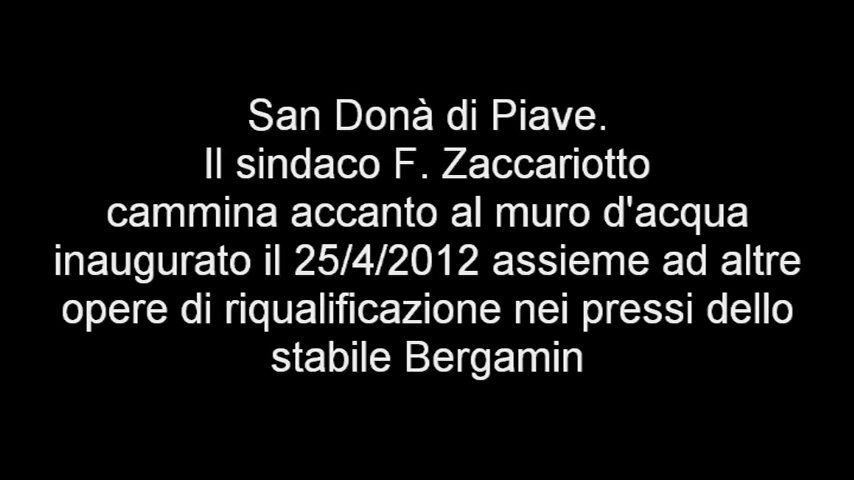 San Donà di Piave.
Il sindaco F. Zaccariotto
cammina accanto al muro d'acqua
inaugurato il 25/4/2012 assieme ad altre
opere di riqualificazione nei pressi dello
stabile Bergamin